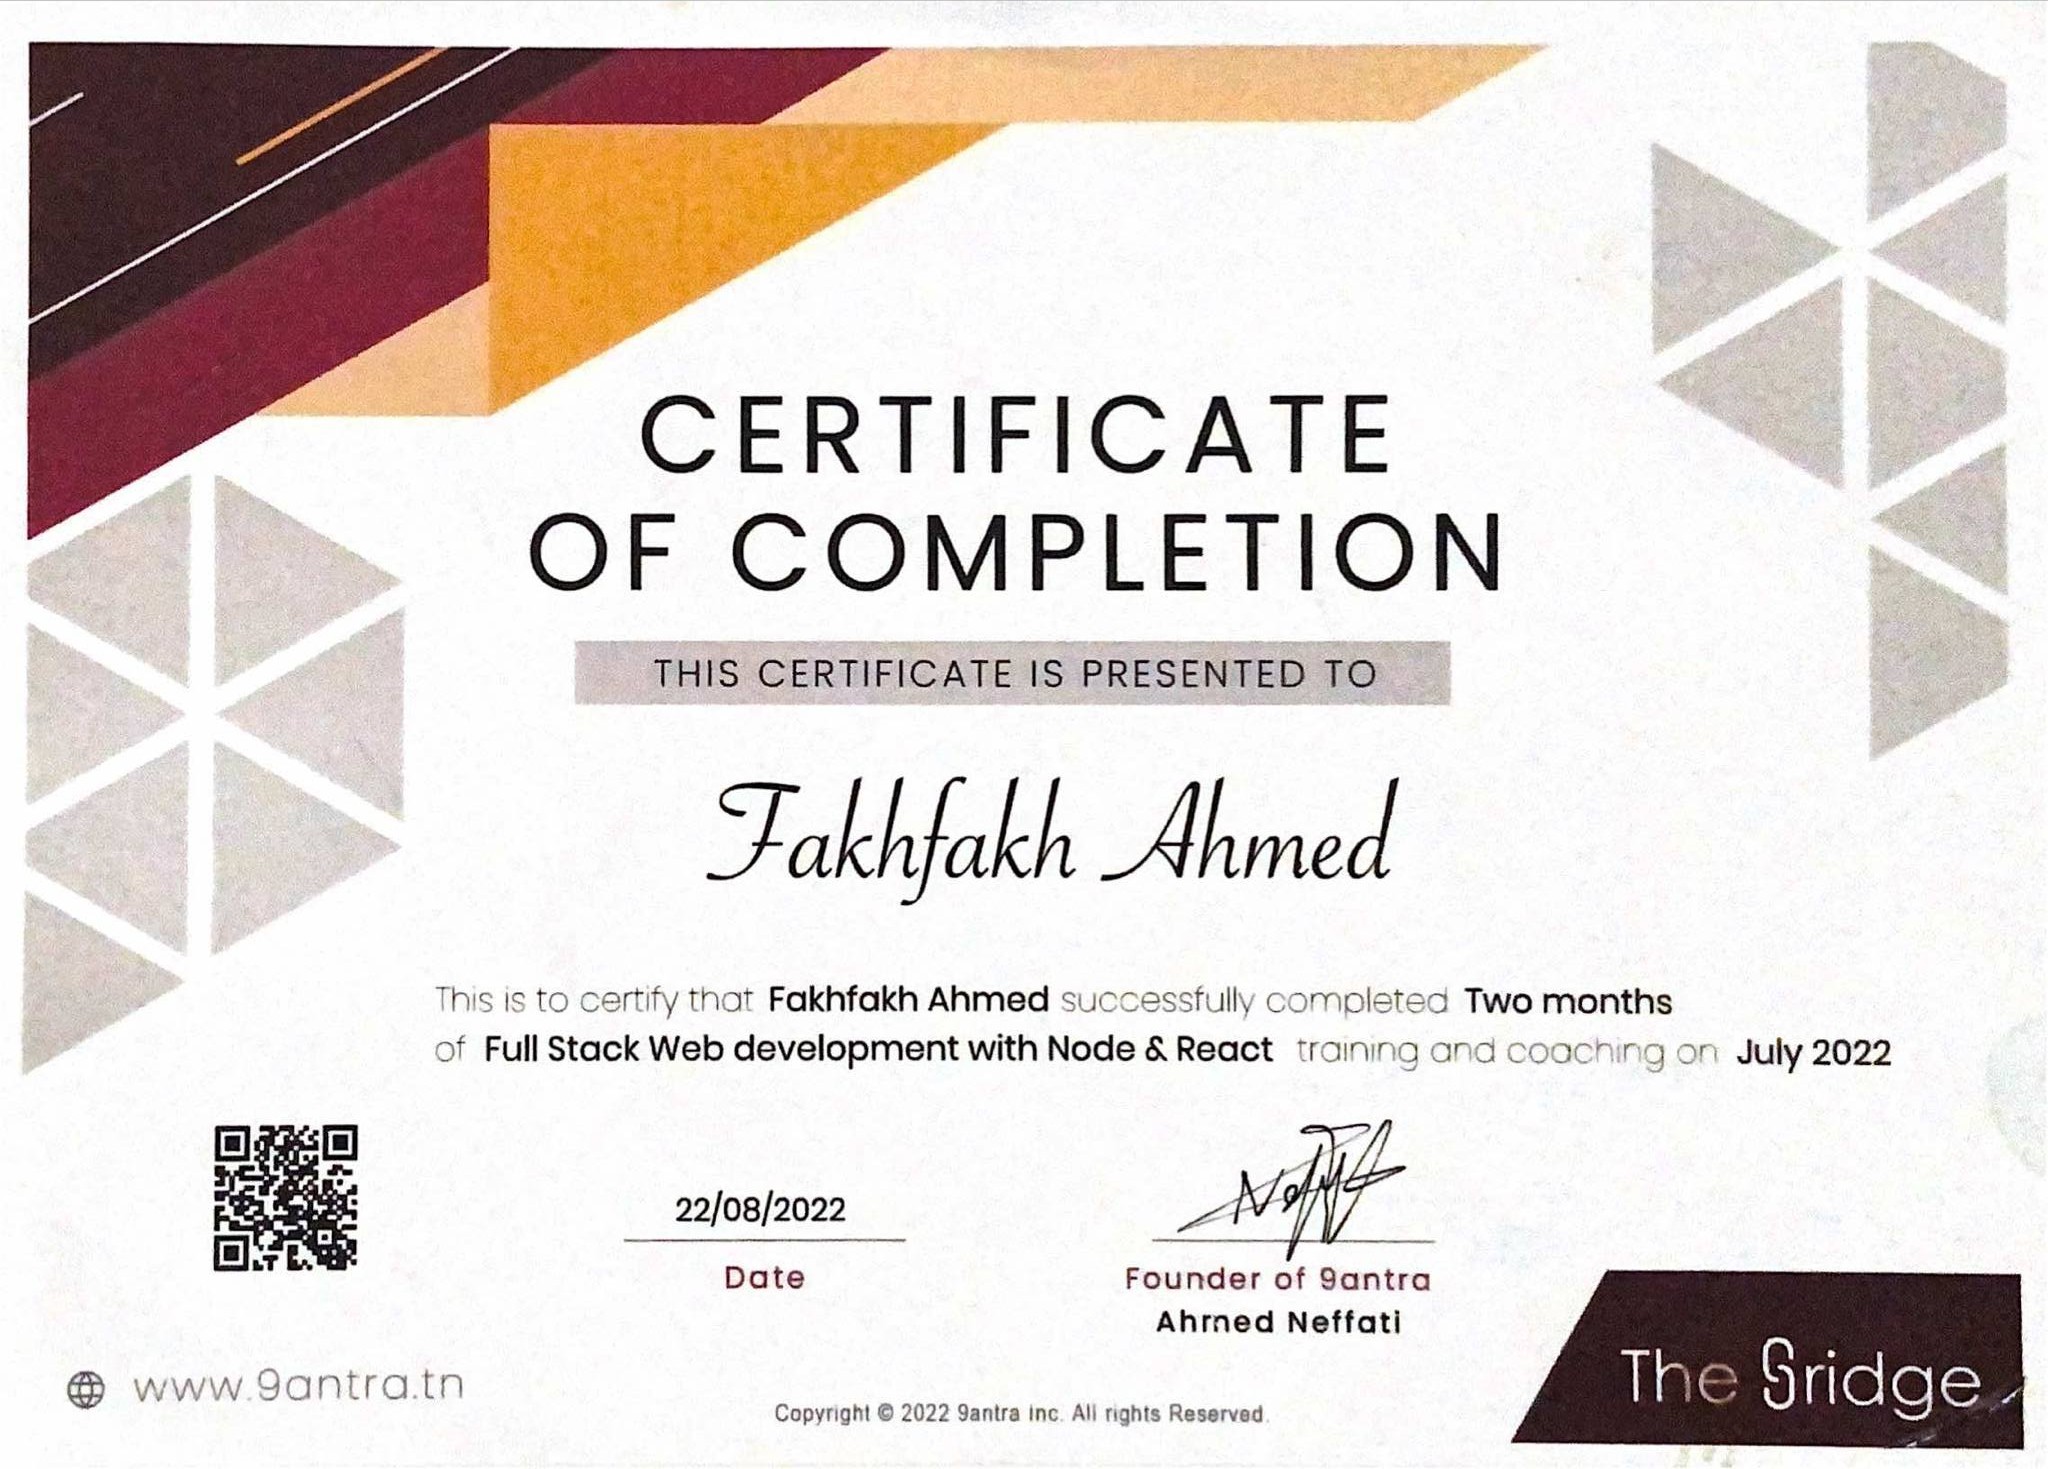 CERTIFICATE
OF COMPLETION
THIS CERTIFICATE IS PRESENTED TO
Fakhfakh Ahmed
This is to certify that Fakhfakh Ahmed successfully completed Two months
of Full Stack Web development with Node & React training and coaching on July 2022
22/08/2022
Date
Founder of 9antra
Ahmed Neffati
www.9antra.tn
Copyright © 2022 9antra Inc. All rights Reserved.
The Bridge